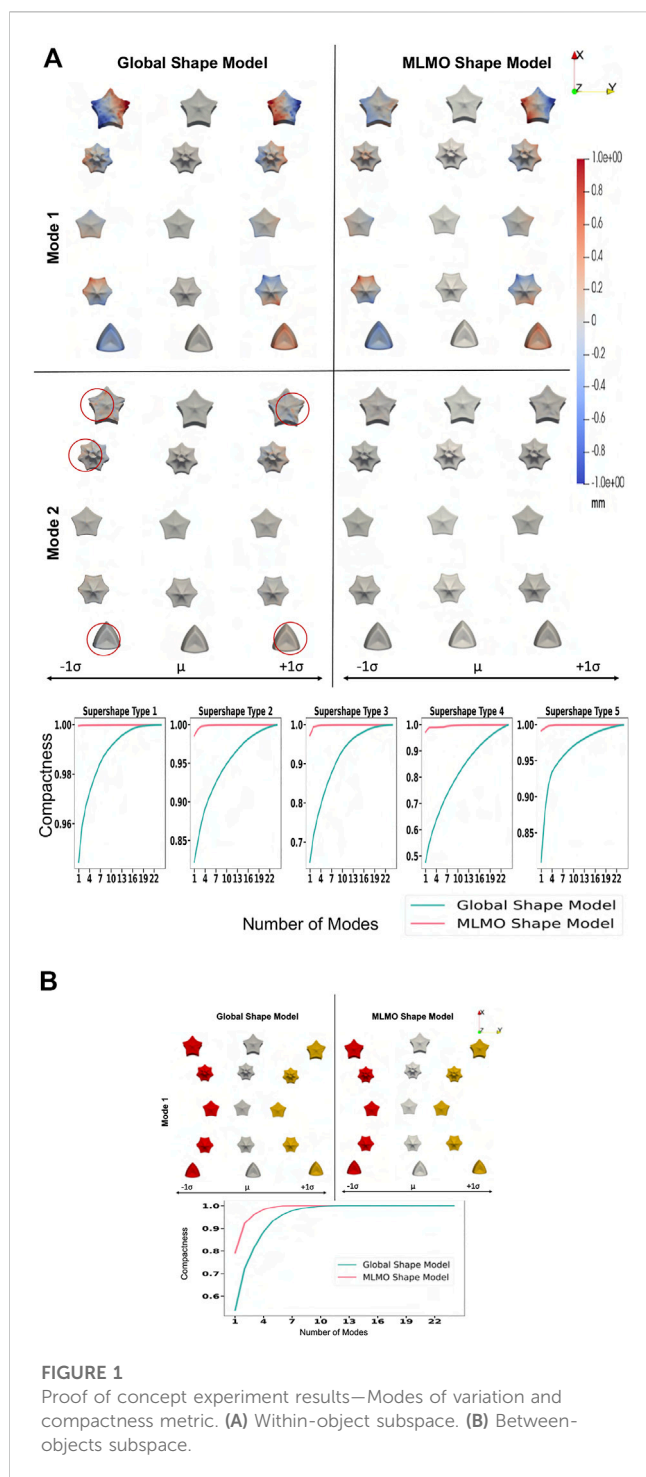 A
Global Shape Model
MLMO Shape Model
X
Z
Y
Mode 1
1.0e+00
0.8
0.6
0.4
0.2
0
-0.2
-0.4
-0.6
-0.8
-1.0e+00
mm
Mode 2
-1σ
μ
+1σ
-1σ
μ
+1σ
Compactness
Supershape Type 1
1.00
0.98
0.96
1 4 7 10 13 16 19 22
Supershape Type 2
1.00
0.95
0.90
0.85
1 4 7 10 13 16 19 22
Supershape Type 3
1.0
0.9
0.8
0.7
1 4 7 10 13 16 19 22
Supershape Type 4
1.0
0.9
0.8
0.7
0.6
0.5
1 4 7 10 13 16 19 22
Supershape Type 5
1.00
0.95
0.90
0.85
1 4 7 10 13 16 19 22
Number of Modes
Global Shape Model
MLMO Shape Model
B
Global Shape Model
MLMO Shape Model
X
Z
Y
Mode 1
-1σ
μ
+1σ
-1σ
μ
+1σ
Compactness
1.0
0.9
0.8
0.7
0.6
Global Shape Model
MLMO Shape Model
1 4 7 10 13 16 19 22
Number of Modes
FIGURE 1
Proof of concept experiment results—Modes of variation and
compactness metric. (A) Within-object subspace. (B) Between-
objects subspace.